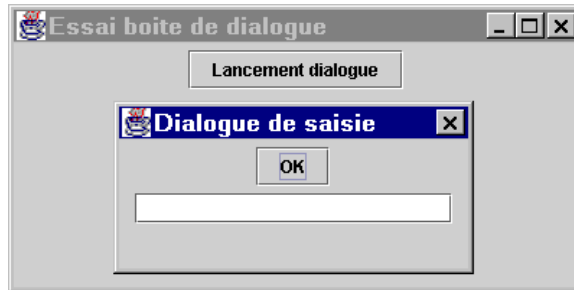 Essai boite de dialogue
Lancement dialogue
Dialogue de saisie
OK